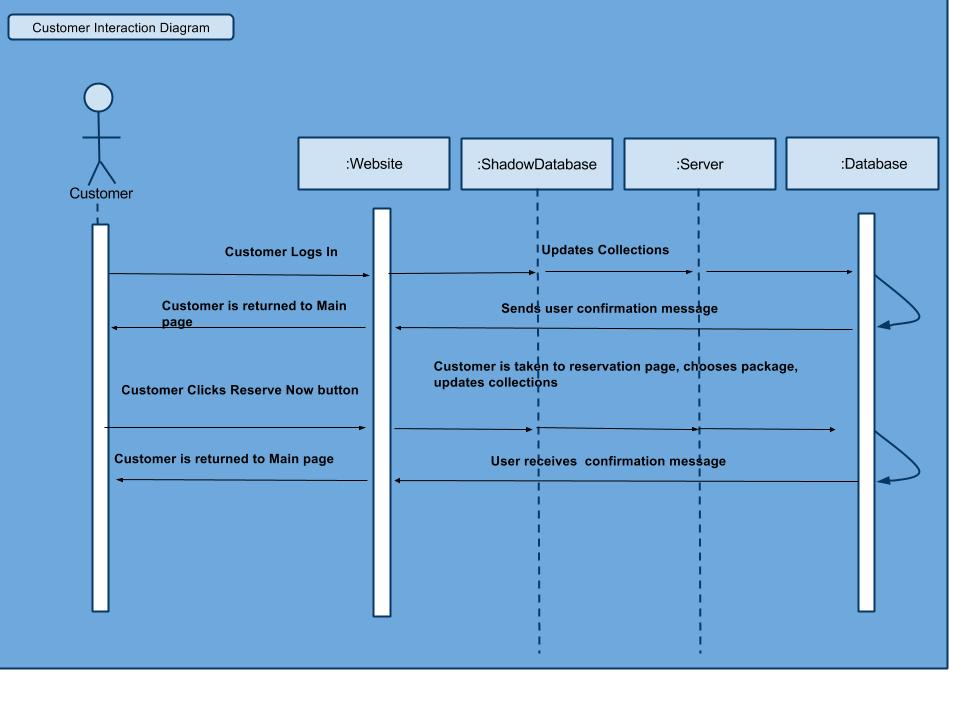 Customer Interaction Diagram
:Website
:ShadowDatabase
:Server
:Database
Customer
Customer Logs In
Updates Collections
Customer is returned to Main
page
Sends user confirmation message
Customer is taken to reservation page, chooses package,
updates collections
Customer Clicks Reserve Now button
Customer is returned to Main page
User receives  confirmation message